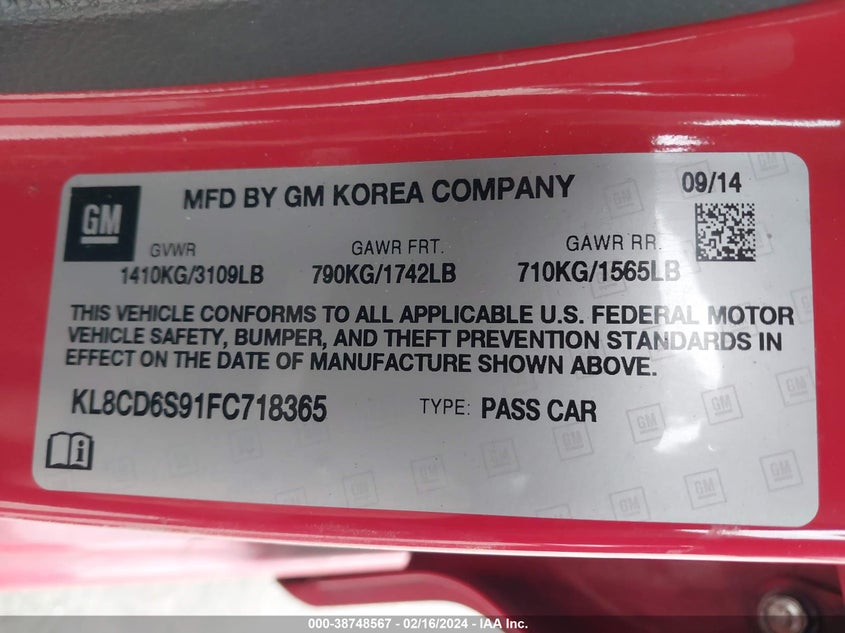 GM MFD BY GM KOREA COMPANY 09/14
GVWR GAWR FRT. GAWR RR.
1410KG/3109LB 790KG/1742LB 710KG/1565LB
THIS VEHICLE CONFORMS TO ALL APPLICABLE U.S. FEDERAL MOTOR
VEHICLE SAFETY, BUMPER, AND THEFT PREVENTION STANDARDS IN
EFFECT ON THE DATE OF MANUFACTURE SHOWN ABOVE.
KL8CD6S91FC718365 TYPE: PASS CAR
000-38748567 - 02/16/2024 - IAA Inc.